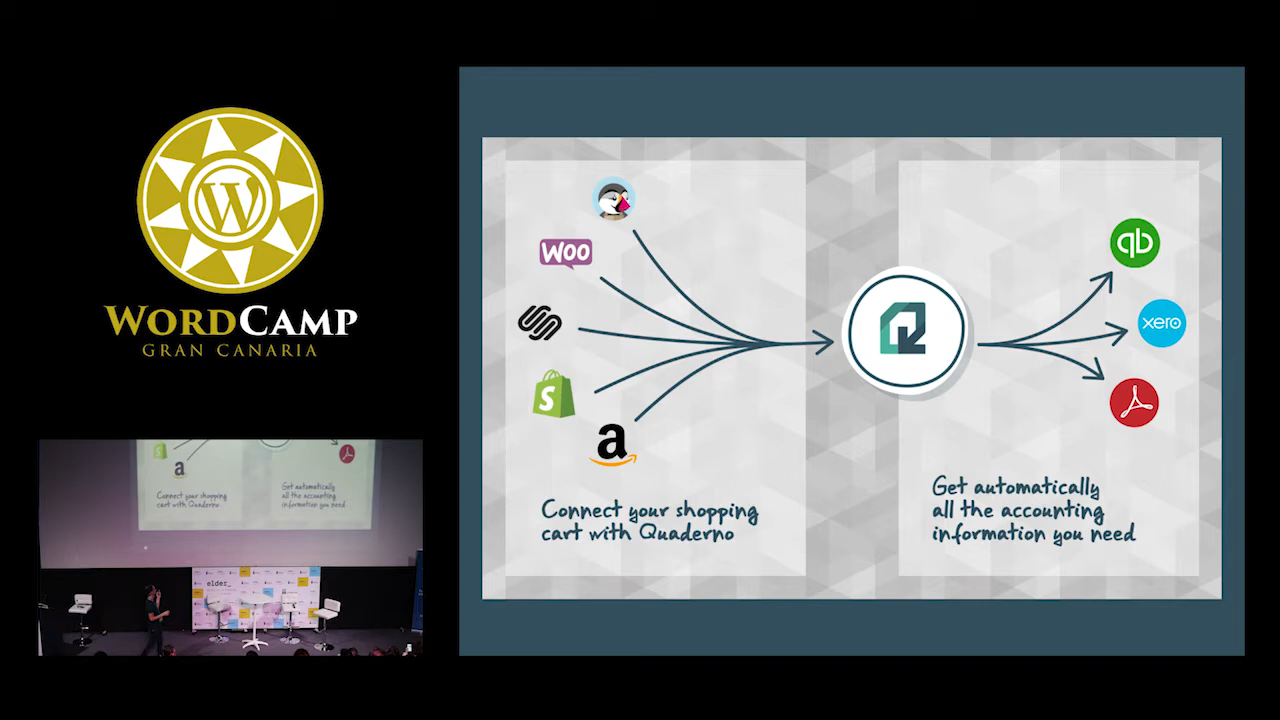 WORDCAMP
GRAN CANARIA
WOO
S
a
qb
xero
Connect your shopping
cart with Quaderno
Get automatically
all the accounting
information you need
S
a
Connect your shopping
cart with Quaderno
Get automatically
all the accounting
information you need
elder_